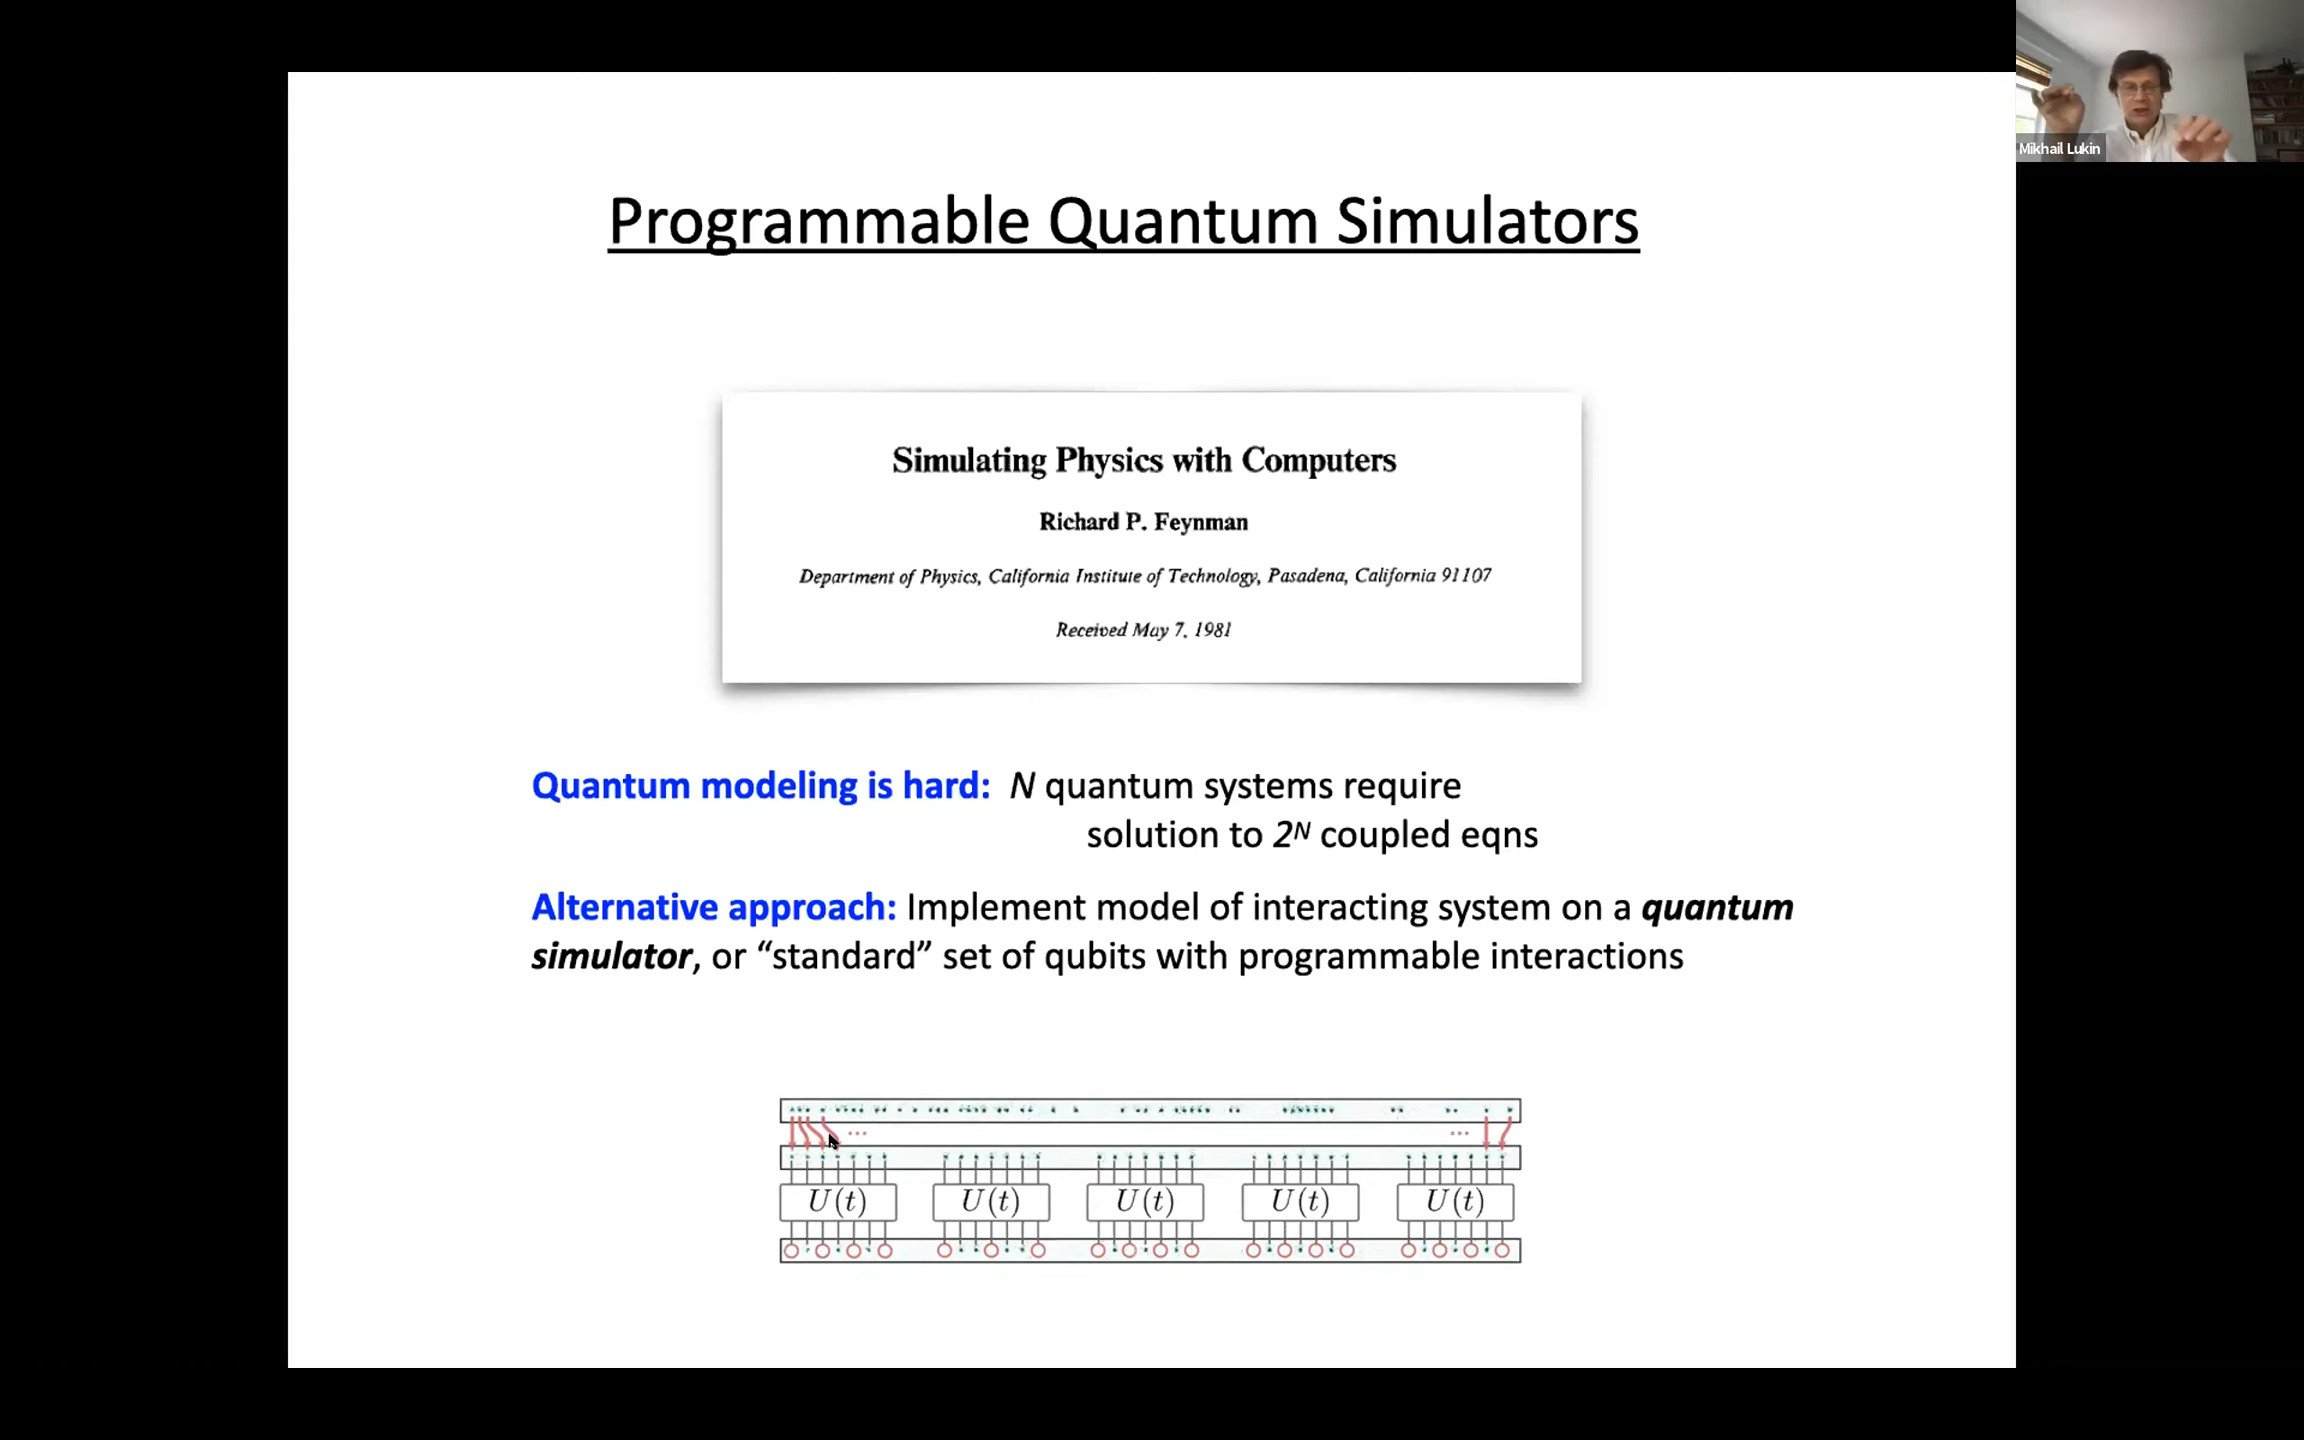 Mikhail Lukin
Programmable Quantum Simulators
Simulating Physics with Computers
Richard P. Feynman
Department of Physics, California Institute of Technology, Pasadena, California 91107
Received May 7, 1981
Quantum modeling is hard: N quantum systems require
solution to 2ᴺ coupled eqns
Alternative approach: Implement model of interacting system on a quantum
simulator, or “standard” set of qubits with programmable interactions
... ...
U(t) U(t) U(t) U(t) U(t)